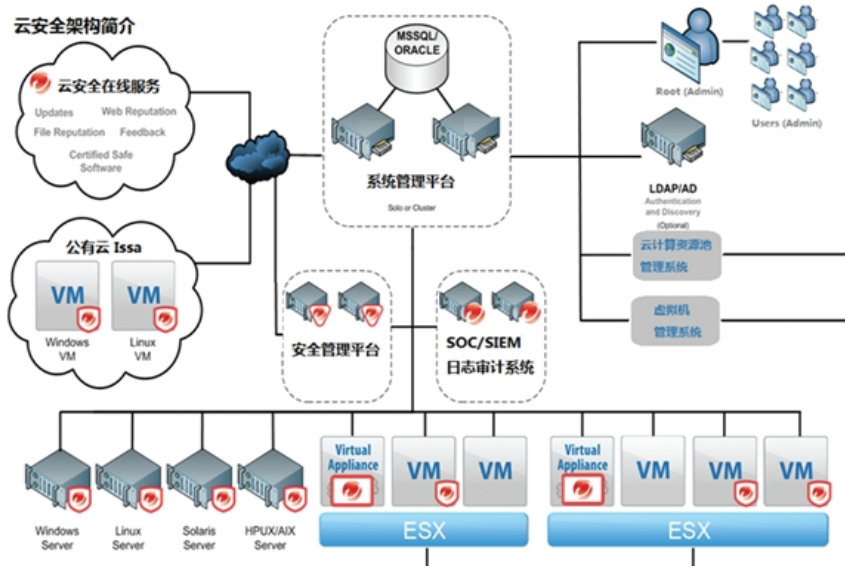 云安全架构简介
云安全在线服务
Updates
Web Reputation
File Reputation
Feedback
Certified Safe
Software
MSSQL/
ORACLE
系统管理平台
Solo or Cluster
Root (Admin)
Users (Admin)
LDAP/AD
Authentication
and Discovery
(Optional)
云计算资源池
管理系统
虚拟机
管理系统
公有云 Issa
VM
VM
Windows
VM
Linux
VM
安全管理平台
SOC/SIEM
日志审计系统
Windows
Server
Linux
Server
Solaris
Server
HPUX/AIX
Server
Virtual
Appliance
VM
VM
ESX
Virtual
Appliance
VM
VM
VM
ESX